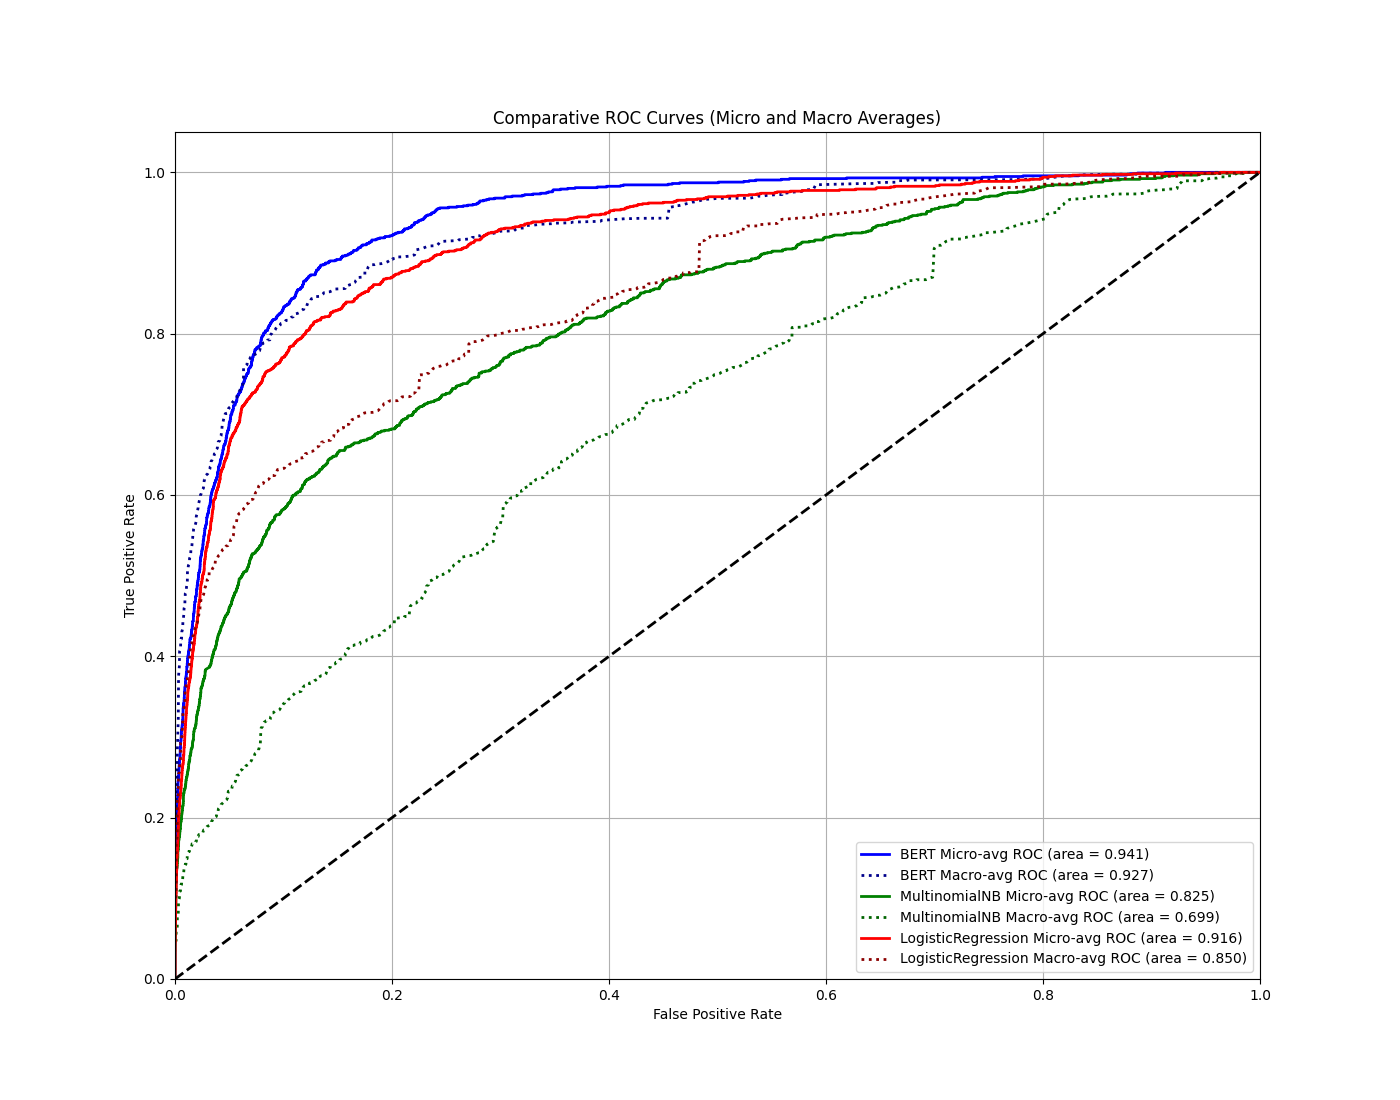 Comparative ROC Curves (Micro and Macro Averages)
True Positive Rate
1.0
0.8
0.6
0.4
0.2
0.0
BERT Micro-avg ROC (area = 0.941)
BERT Macro-avg ROC (area = 0.927)
MultinomialNB Micro-avg ROC (area = 0.825)
MultinomialNB Macro-avg ROC (area = 0.699)
LogisticRegression Micro-avg ROC (area = 0.916)
LogisticRegression Macro-avg ROC (area = 0.850)
0.0 0.2 0.4 0.6 0.8 1.0
False Positive Rate